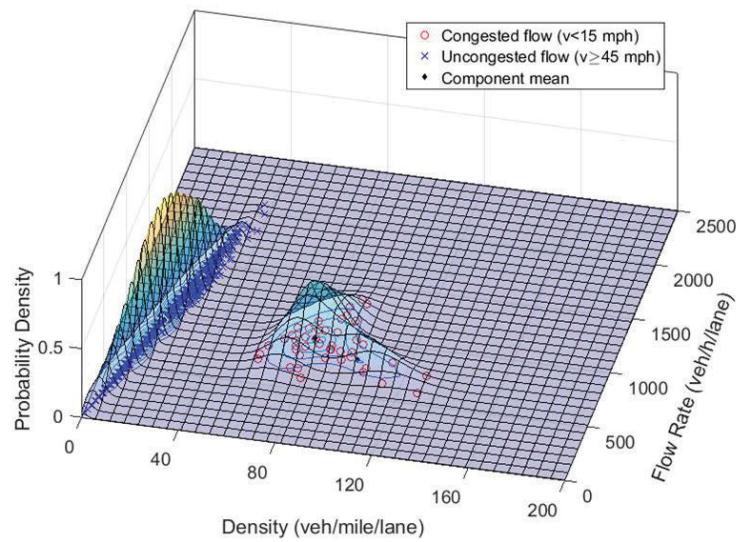 Congested flow (v<15 mph)
Uncongested flow (v≥45 mph)
Component mean
Probability Density
1
0.5
0
0
40
80
120
160
200
Density (veh/mile/lane)
0
500
1000
1500
2000
2500
Flow Rate (veh/h/lane)